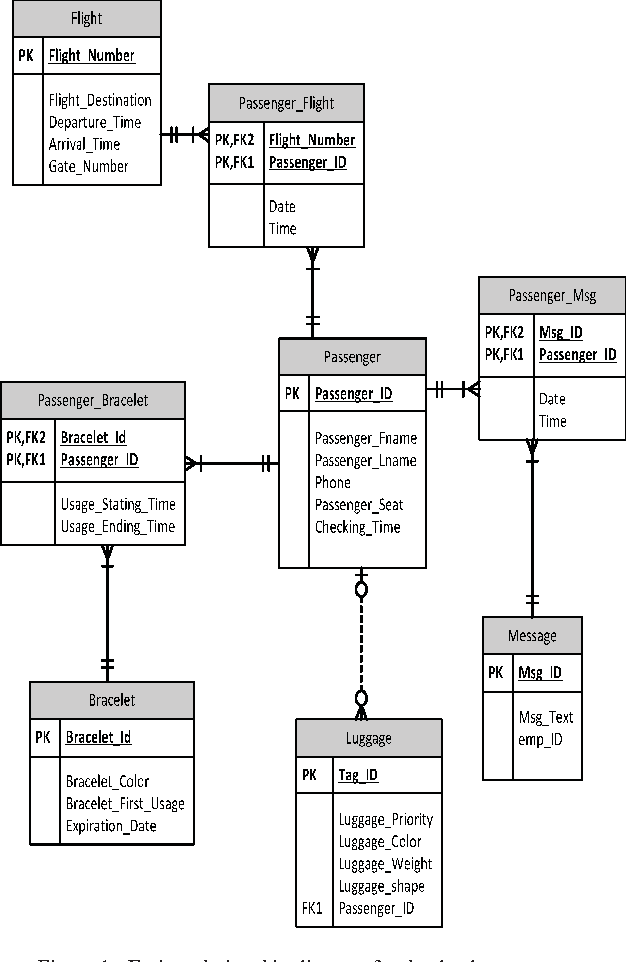 Flight
PK Flight_Number
Flight_Destination
Departure_Time
Arrival_Time
Gate_Number
Passenger_Flight
PK,FK2 Flight_Number
PK,FK1 Passenger_ID
Date
Time
Passenger_Msg
PK,FK2 Msg_ID
PK,FK1 Passenger_ID
Date
Time
Passenger
PK Passenger_ID
Passenger_Fname
Passenger_Lname
Phone
Passenger_Seat
Checking_Time
Passenger_Bracelet
PK,FK2 Bracelet_Id
PK,FK1 Passenger_ID
Usage_Stating_Time
Usage_Ending_Time
Message
PK Msg_ID
Msg_Text
emp_ID
Bracelet
PK Bracelet_Id
Bracelet_Color
Bracelet_First_Usage
Expiration_Date
Luggage
PK Tag_ID
Luggage_Priority
Luggage_Color
Luggage_Weight
Luggage_shape
FK1 Passenger_ID